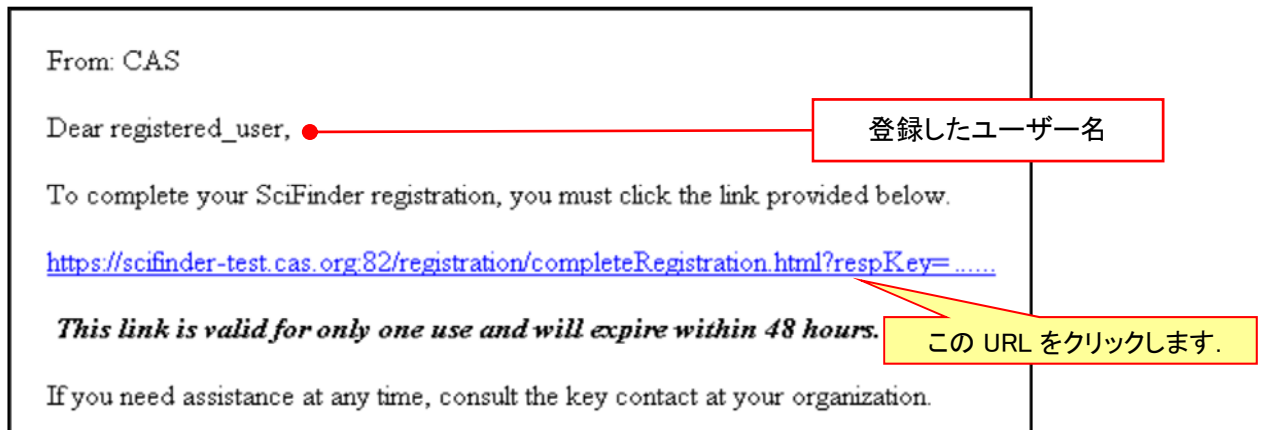 From: CAS
Dear registered_user,
登録したユーザー名
To complete your SciFinder registration, you must click the link provided below.
https://scifinder-test.cas.org:82/registration/completeRegistration.html?respKey= ......
This link is valid for only one use and will expire within 48 hours.
この URL をクリックします.
If you need assistance at any time, consult the key contact at your organization.